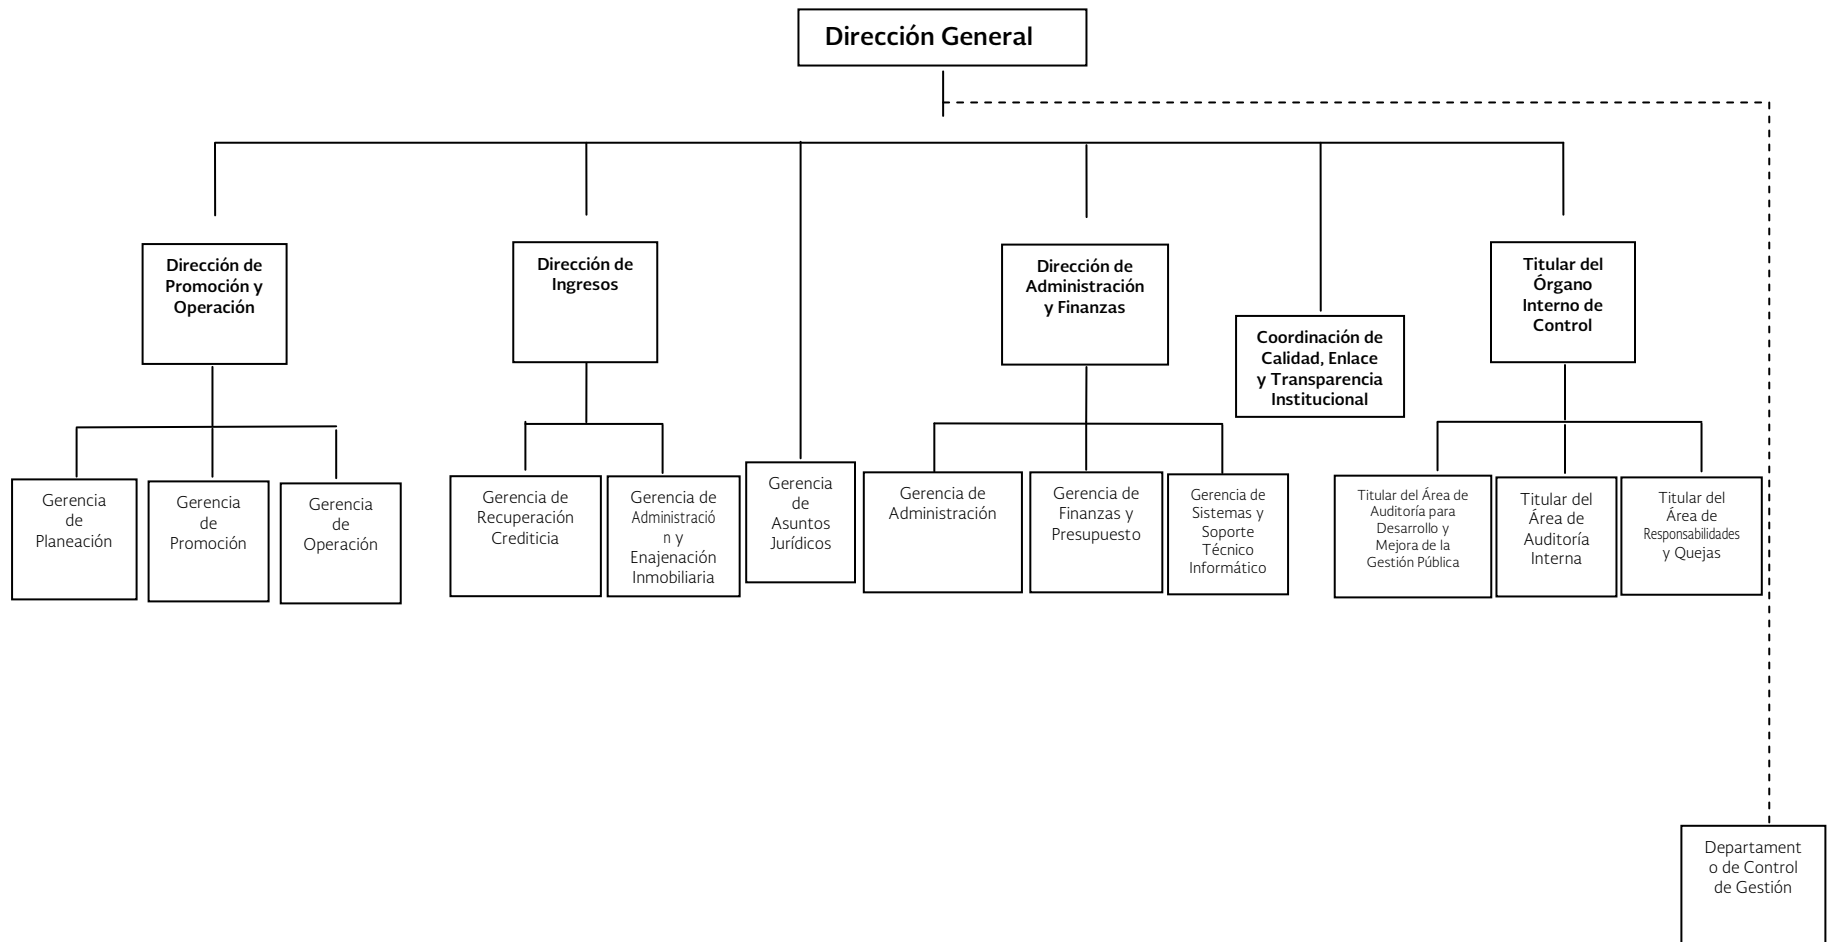 Dirección General
Dirección de
Promoción y
Operación
Dirección de
Ingresos
Dirección de
Administración
y Finanzas
Coordinación de
Calidad, Enlace
y Transparencia
Institucional
Titular del
Órgano
Interno de
Control
Gerencia
de
Planeación
Gerencia
de
Promoción
Gerencia
de
Operación
Gerencia de
Recuperación
Crediticia
Gerencia de
Administració
n y
Enajenación
Inmobiliaria
Gerencia
de
Asuntos
Jurídicos
Gerencia de
Administración
Gerencia de
Finanzas y
Presupuesto
Gerencia de
Sistemas y
Soporte
Técnico
Informático
Titular del Área de
Auditoría para
Desarrollo y
Mejora de la
Gestión Pública
Titular del
Área de
Auditoría
Interna
Titular del
Área de
Responsabilidades
y Quejas
Departament
o de Control
de Gestión